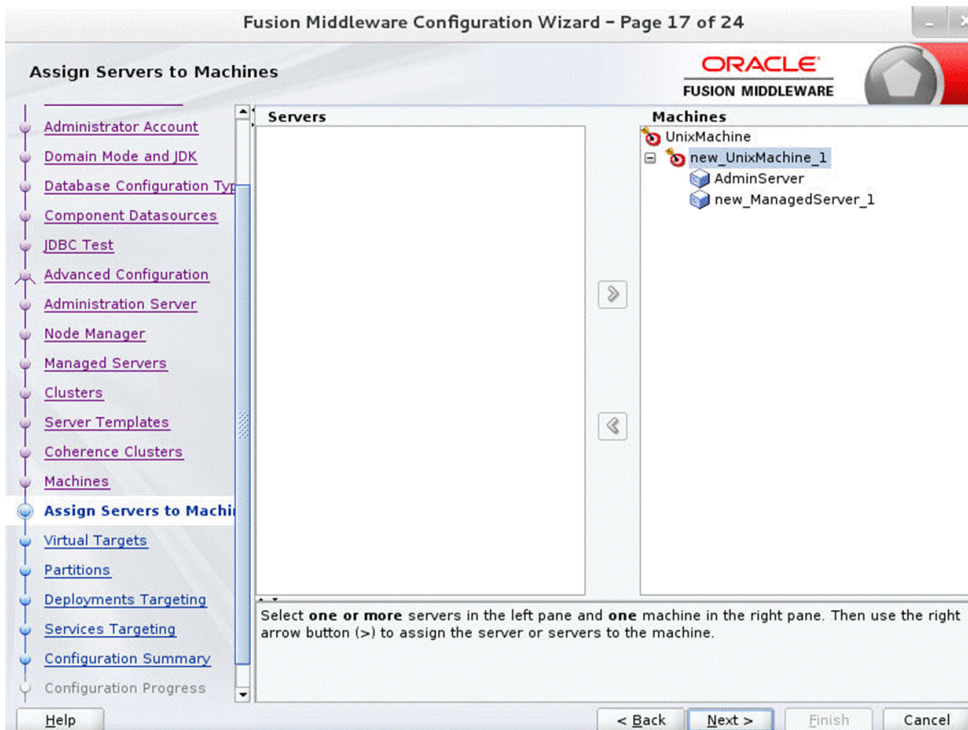 Fusion Middleware Configuration Wizard – Page 17 of 24
Assign Servers to Machines
ORACLE
FUSION MIDDLEWARE
Administrator Account
Domain Mode and JDK
Database Configuration Typ
Component Datasources
JDBC Test
Advanced Configuration
Administration Server
Node Manager
Managed Servers
Clusters
Server Templates
Coherence Clusters
Machines
Assign Servers to Machi
Virtual Targets
Partitions
Deployments Targeting
Services Targeting
Configuration Summary
Configuration Progress
Servers
Machines
UnixMachine
new_UnixMachine_1
AdminServer
new_ManagedServer_1
Select one or more servers in the left pane and one machine in the right pane. Then use the right
arrow button (>) to assign the server or servers to the machine.
Help
< Back
Next >
Finish
Cancel